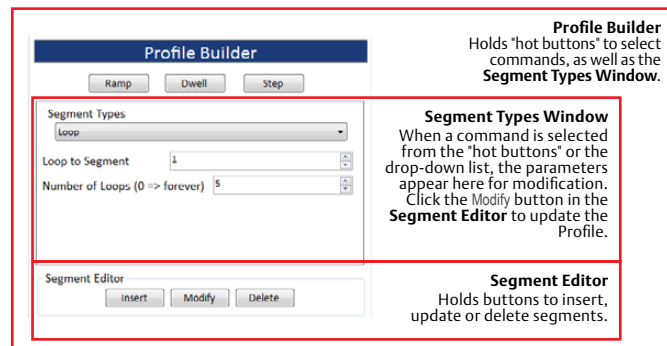 Profile Builder
Ramp Dwell Step
Segment Types
Loop
Loop to Segment 1
Number of Loops (0 => forever) 5
Segment Editor
Insert Modify Delete
Profile Builder
Holds "hot buttons" to select
commands, as well as the
Segment Types Window.
Segment Types Window
When a command is selected
from the "hot buttons" or the
drop-down list, the parameters
appear here for modification.
Click the Modify button in the
Segment Editor to update the
Profile.
Segment Editor
Holds buttons to insert,
update or delete segments.